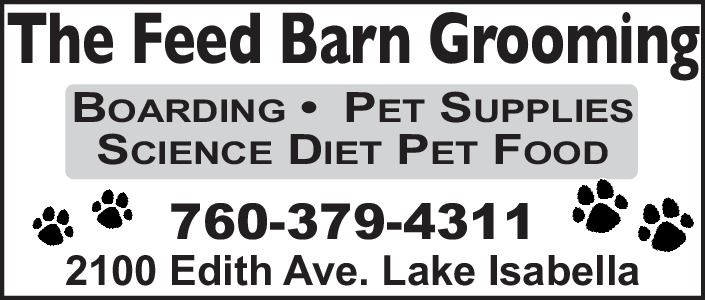 The Feed Barn Grooming
BOARDING • PET SUPPLIES
SCIENCE DIET PET FOOD
760-379-4311
2100 Edith Ave. Lake Isabella